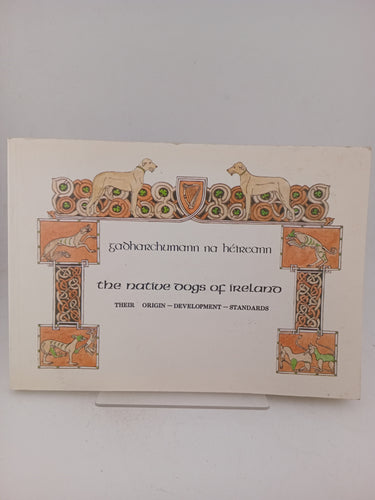 gadharchumann na héireann
the native dogs of ireland
THEIR ORIGIN — DEVELOPMENT — STANDARDS